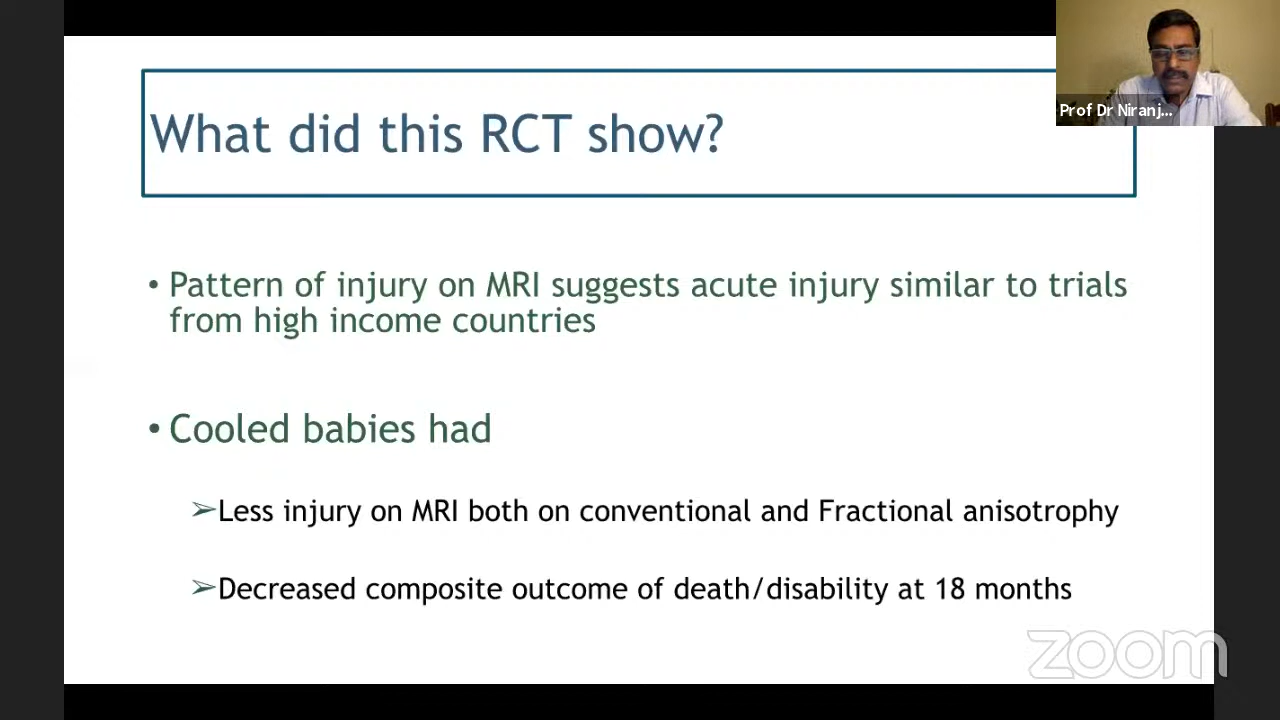 What did this RCT show?
Prof Dr Niranj...
• Pattern of injury on MRI suggests acute injury similar to trials
from high income countries
• Cooled babies had
➢Less injury on MRI both on conventional and Fractional anisotrophy
➢Decreased composite outcome of death/disability at 18 months
zoom